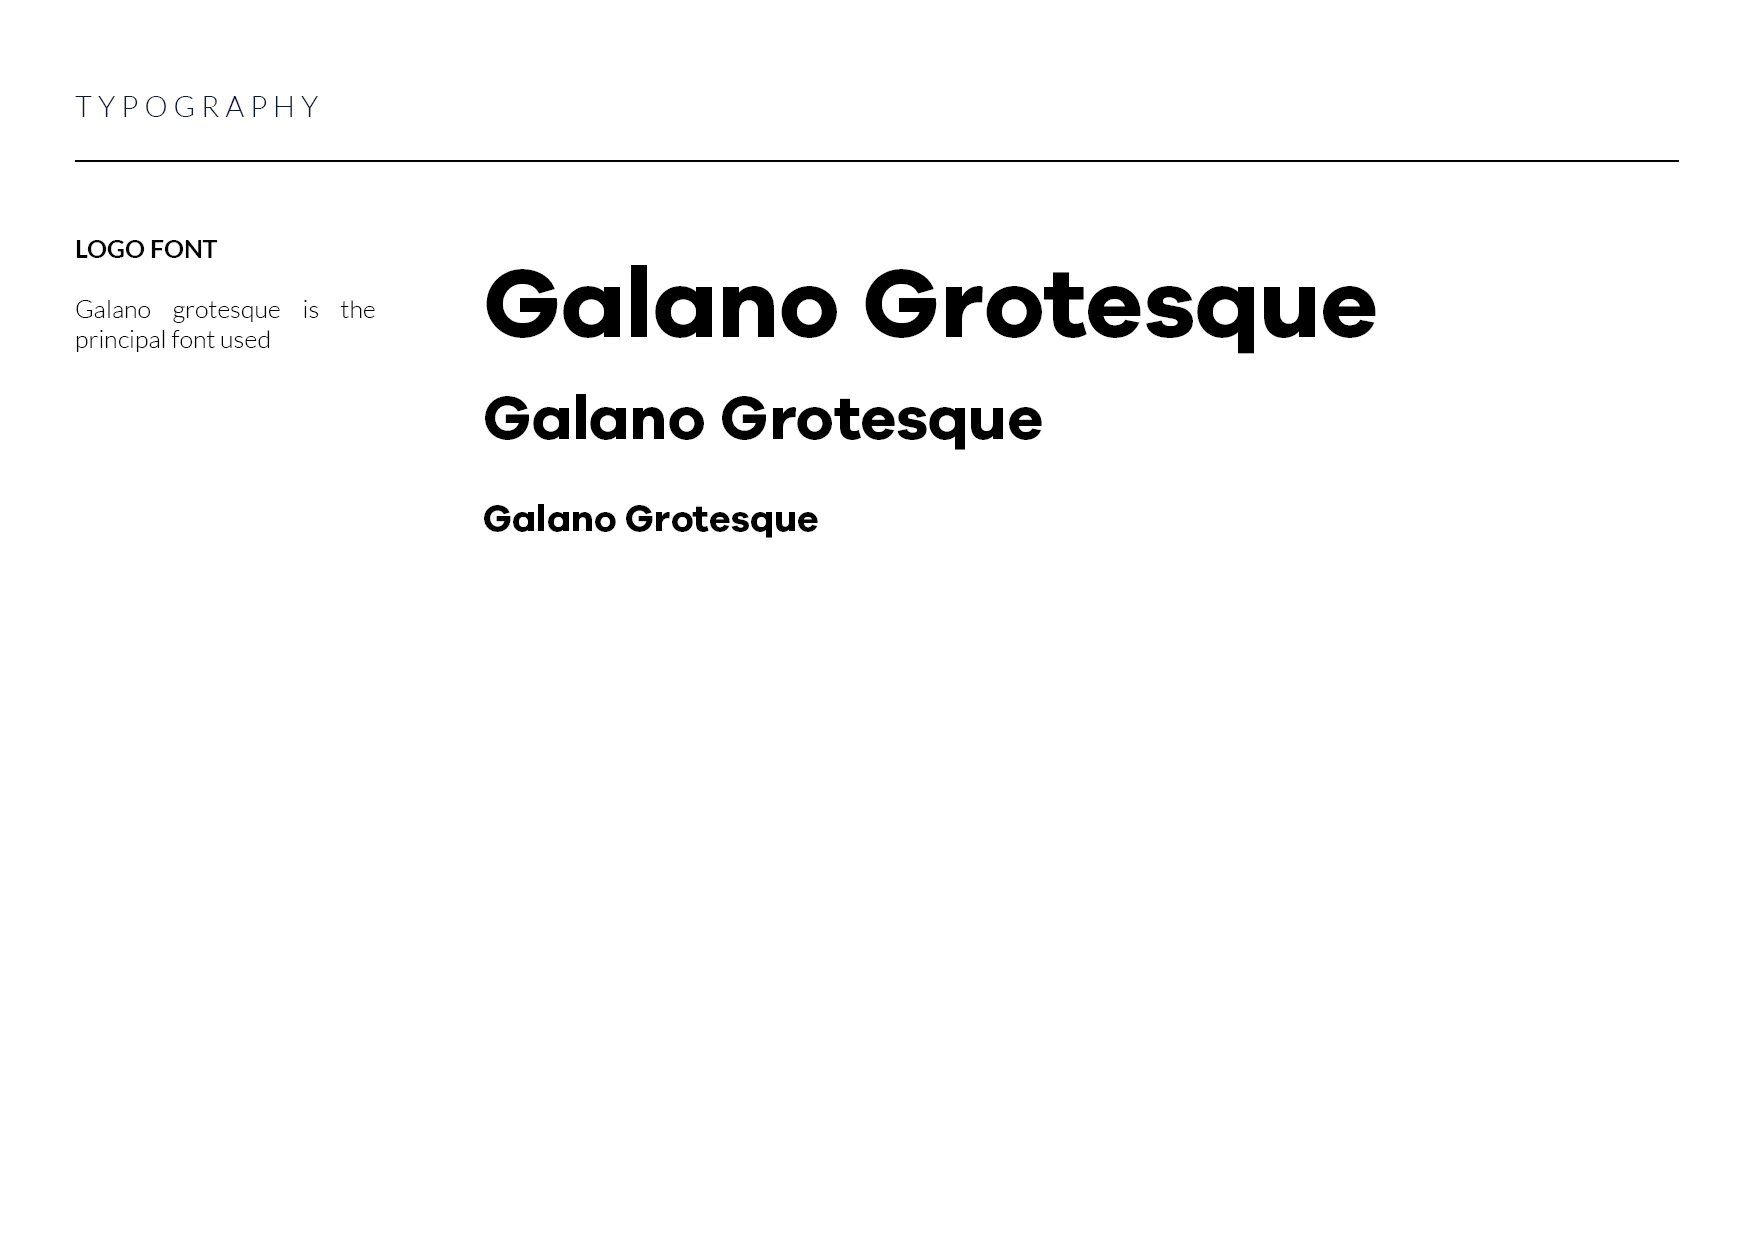 TYPOGRAPHY
LOGO FONT
Galano grotesque is the
principal font used
Galano Grotesque
Galano Grotesque
Galano Grotesque